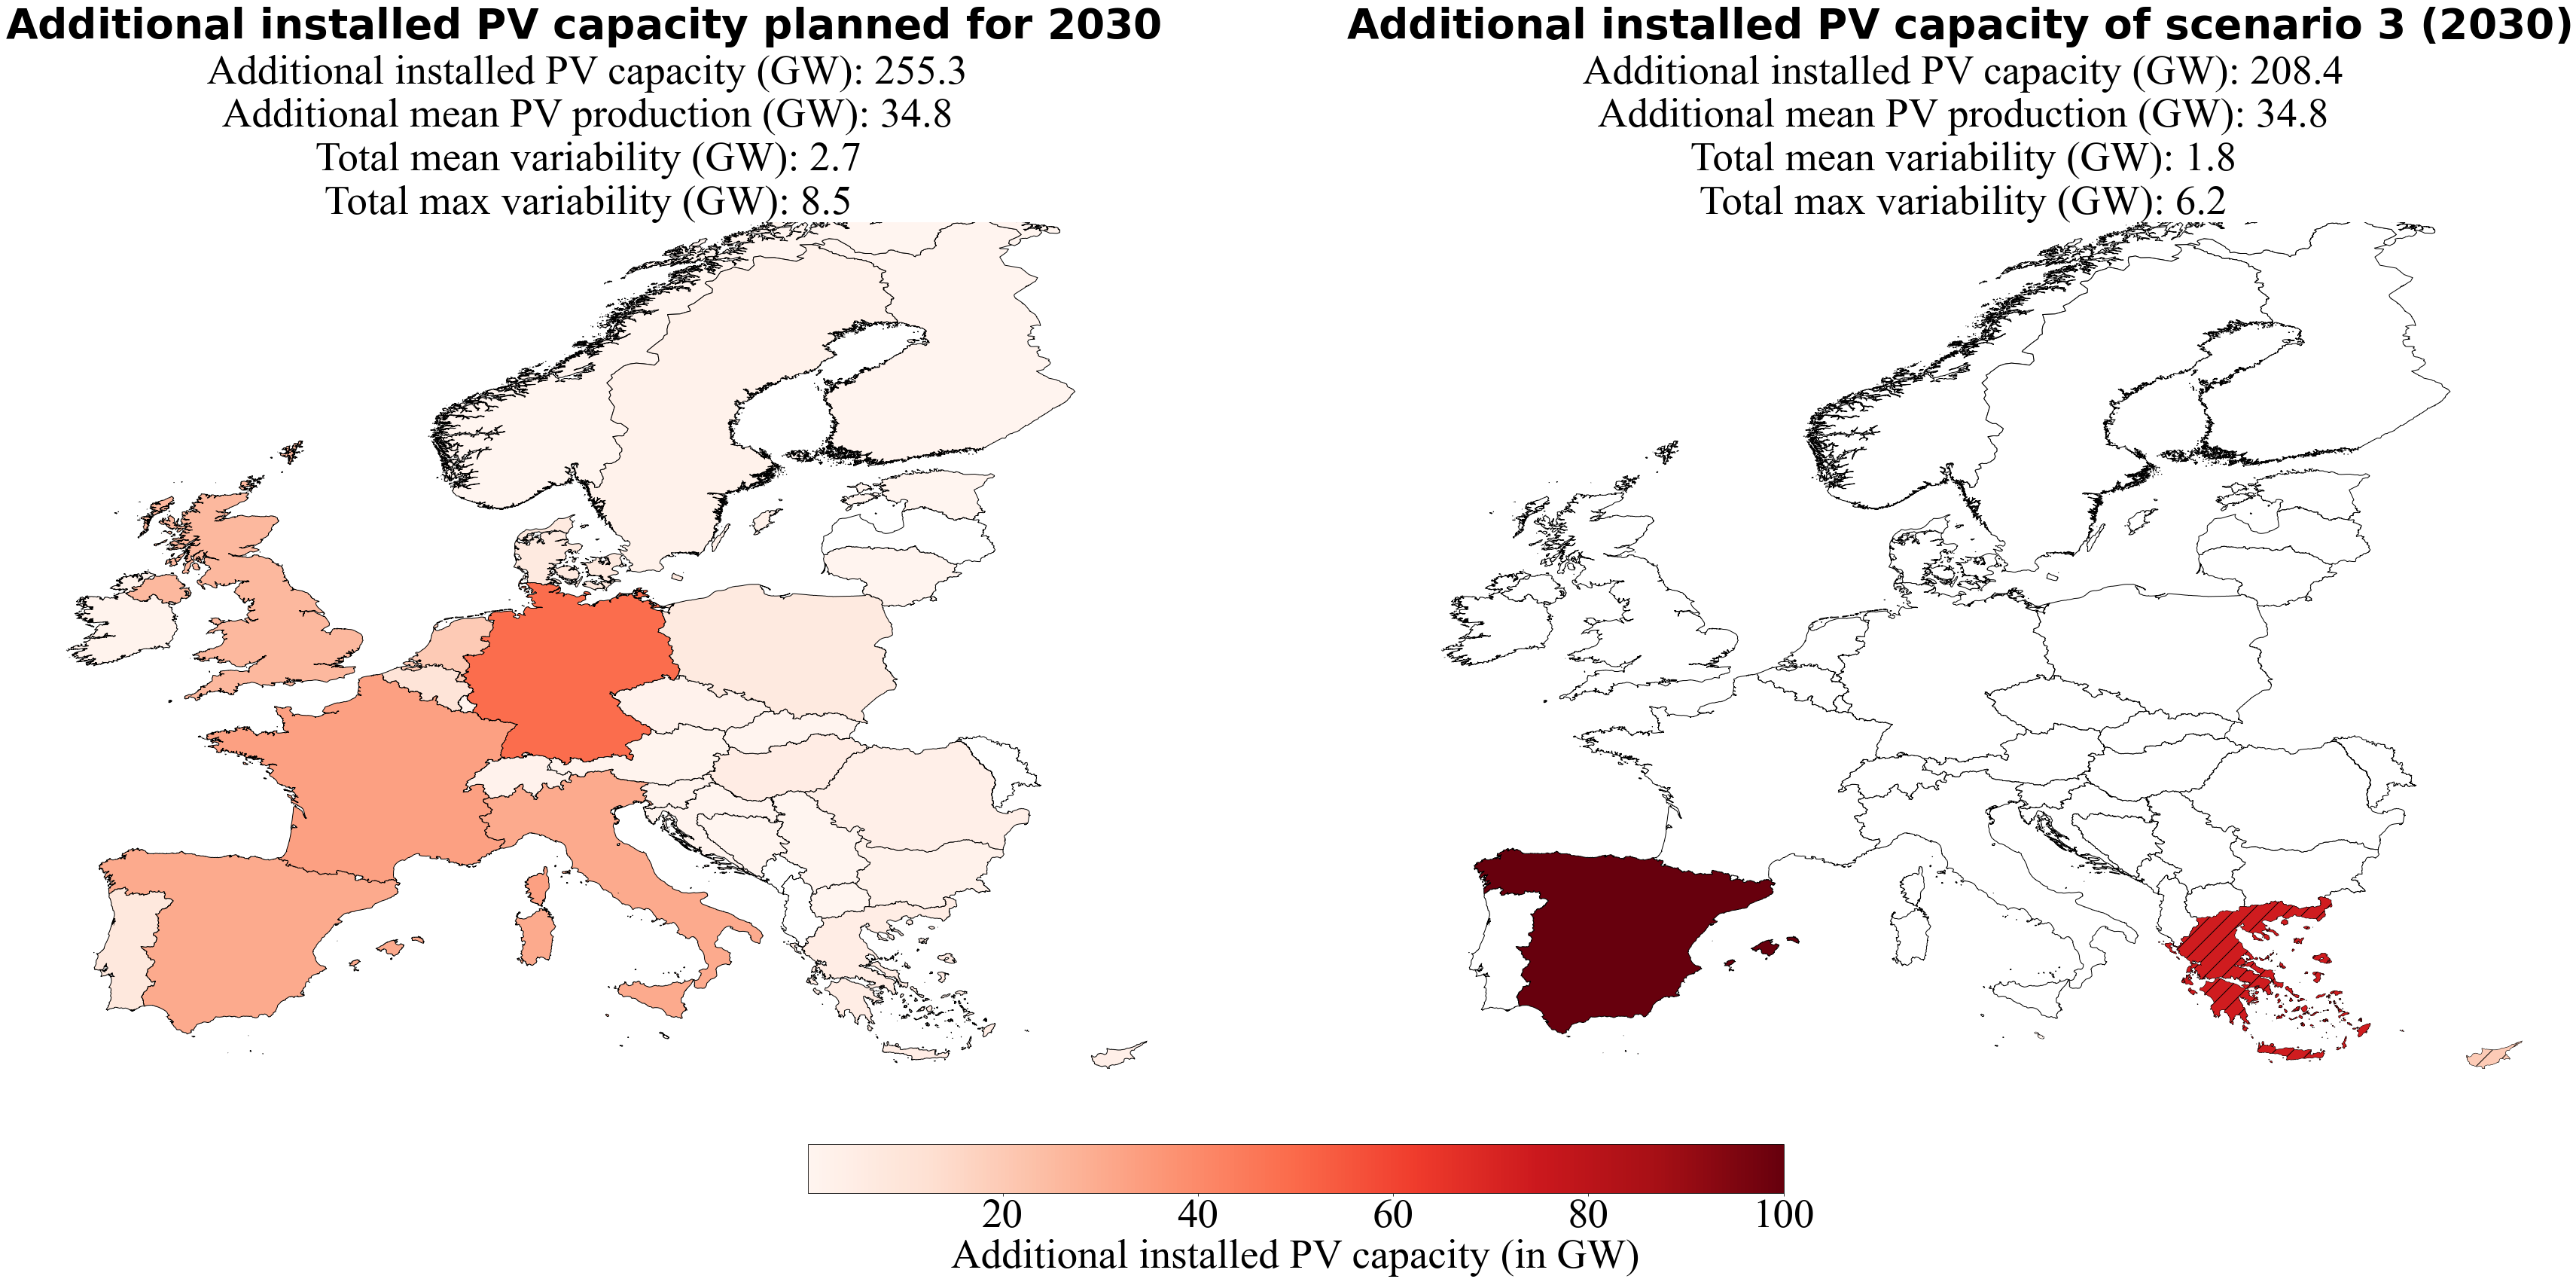 Additional installed PV capacity planned for 2030
Additional installed PV capacity (GW): 255.3
Additional mean PV production (GW): 34.8
Total mean variability (GW): 2.7
Total max variability (GW): 8.5
Additional installed PV capacity of scenario 3 (2030)
Additional installed PV capacity (GW): 208.4
Additional mean PV production (GW): 34.8
Total mean variability (GW): 1.8
Total max variability (GW): 6.2
20 40 60 80 100
Additional installed PV capacity (in GW)